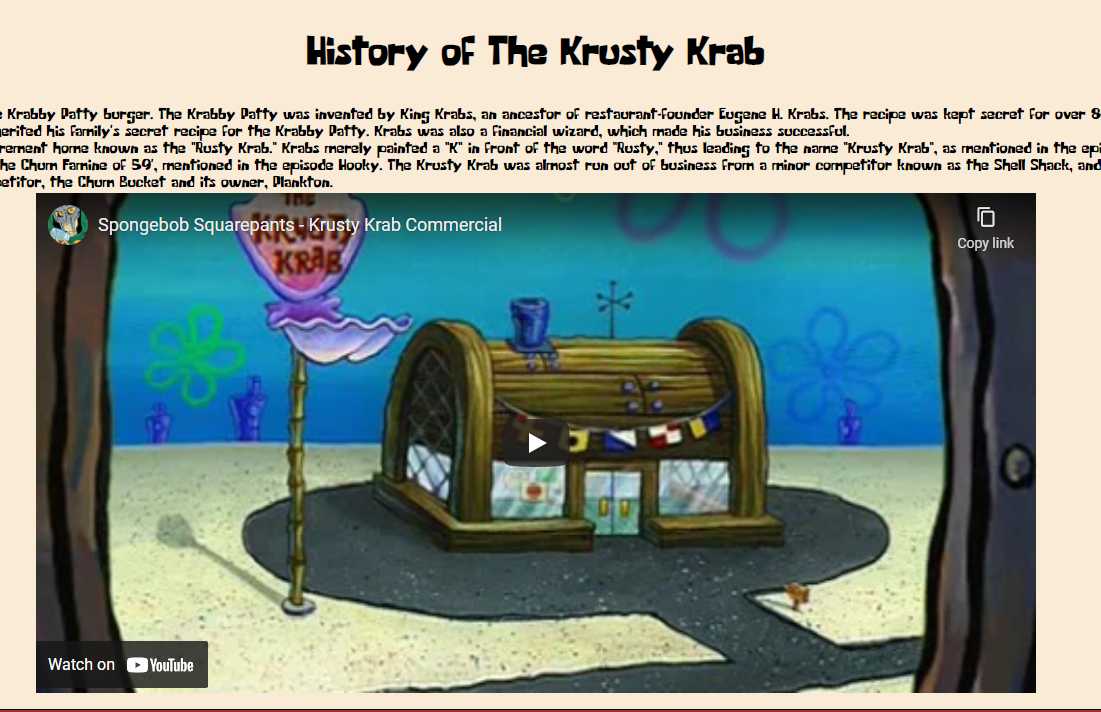 History of The Krusty Krab
Krabby Patty burger. The Krabby Patty was invented by King Krabs, an ancestor of restaurant-founder Eugene H. Krabs. The recipe was kept secret for over
his family's secret recipe for the Krabby Patty. Krabs was also a financial wizard, which made his business successful.
home known as the "Rusty Krab." Krabs merely painted a "K" in front of the word "Rusty," thus leading to the name "Krusty Krab", as mentioned in the
the Chum Famine of 59', mentioned in the episode Hooky. The Krusty Krab was almost run out of business from a minor competitor known as the Shell Shack, and
the Chum Bucket and its owner, Plankton.
Spongebob Squarepants - Krusty Krab Commercial
Copy link
THE
KRUSTY
KRAB
Watch on YouTube